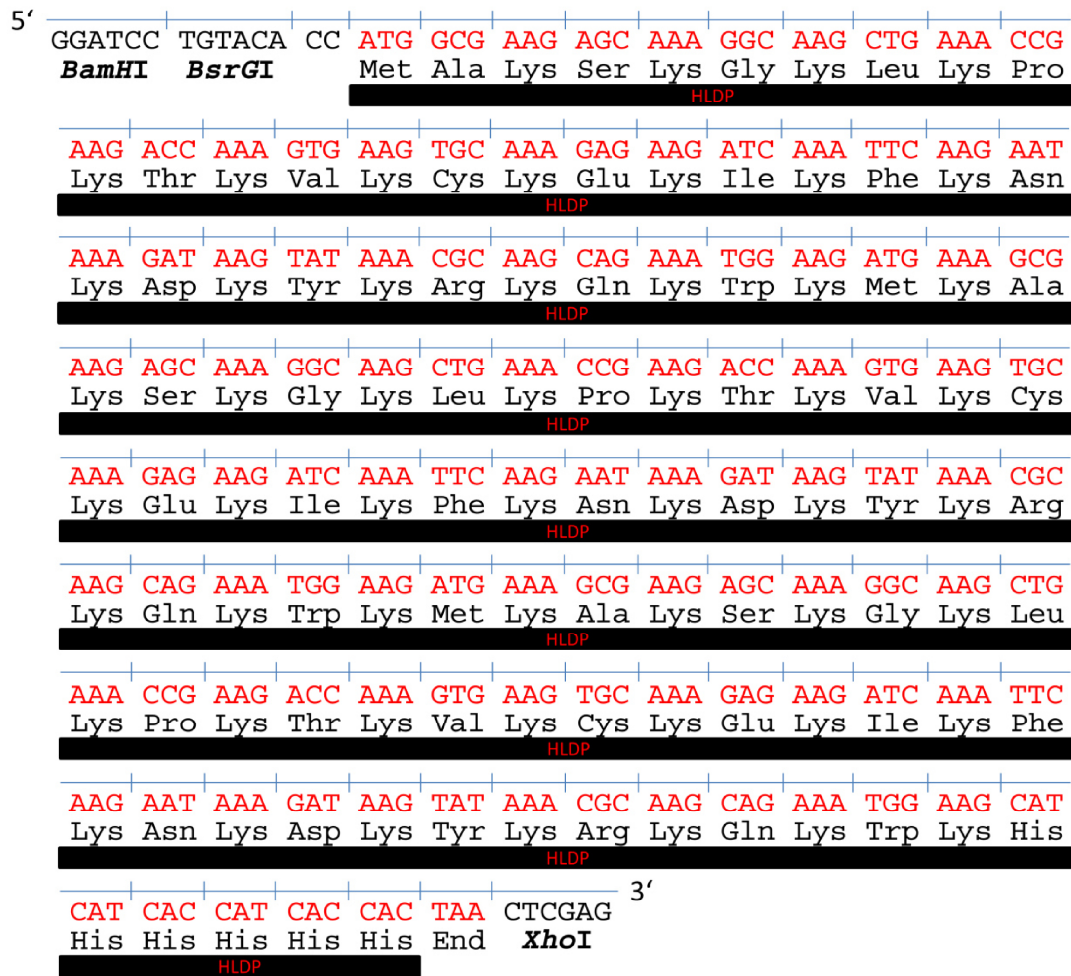 5‘ GGATCC TGTACA CC ATG GCG AAG AGC AAA GGC AAG CTG AAA CCG
BamHI BsrGI Met Ala Lys Ser Lys Gly Lys Leu Lys Pro
HLDP
AAG ACC AAA GTG AAG TGC AAA GAG AAG ATC AAA TTC AAG AAT
Lys Thr Lys Val Lys Cys Lys Glu Lys Ile Lys Phe Lys Asn
HLDP
AAA GAT AAG TAT AAA CGC AAG CAG AAA TGG AAG ATG AAA GCG
Lys Asp Lys Tyr Lys Arg Lys Gln Lys Trp Lys Met Lys Ala
HLDP
AAG AGC AAA GGC AAG CTG AAA CCG AAG ACC AAA GTG AAG TGC
Lys Ser Lys Gly Lys Leu Lys Pro Lys Thr Lys Val Lys Cys
HLDP
AAA GAG AAG ATC AAA TTC AAG AAT AAA GAT AAG TAT AAA CGC
Lys Glu Lys Ile Lys Phe Lys Asn Lys Asp Lys Tyr Lys Arg
HLDP
AAG CAG AAA TGG AAG ATG AAA GCG AAG AGC AAA GGC AAG CTG
Lys Gln Lys Trp Lys Met Lys Ala Lys Ser Lys Gly Lys Leu
HLDP
AAA CCG AAG ACC AAA GTG AAG TGC AAA GAG AAG ATC AAA TTC
Lys Pro Lys Thr Lys Val Lys Cys Lys Glu Lys Ile Lys Phe
HLDP
AAG AAT AAA GAT AAG TAT AAA CGC AAG CAG AAA TGG AAG CAT
Lys Asn Lys Asp Lys Tyr Lys Arg Lys Gln Lys Trp Lys His
HLDP
CAT CAC CAT CAC CAC TAA CTCGAG 3‘
His His His His His End XhoI
HLDP